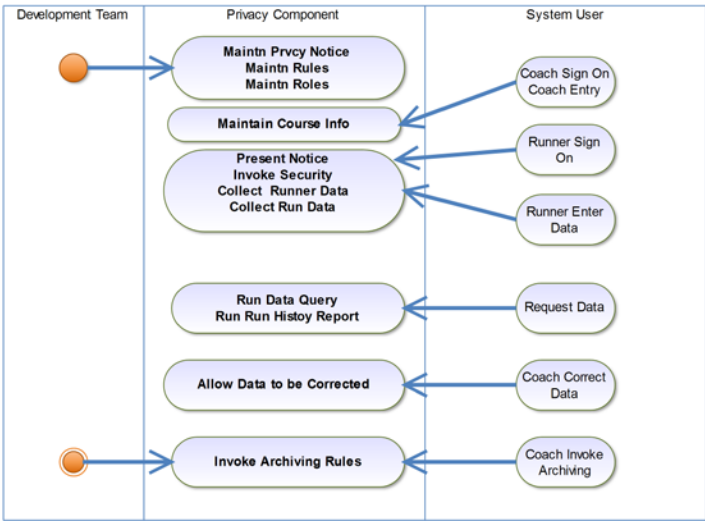 Development Team
Privacy Component
System User
Maintn Prvcy Notice
Maintn Rules
Maintn Roles
Coach Sign On
Coach Entry
Maintain Course Info
Runner Sign
On
Present Notice
Invoke Security
Collect Runner Data
Collect Run Data
Runner Enter
Data
Run Data Query
Run Run Histoy Report
Request Data
Allow Data to be Corrected
Coach Correct
Data
Invoke Archiving Rules
Coach Invoke
Archiving